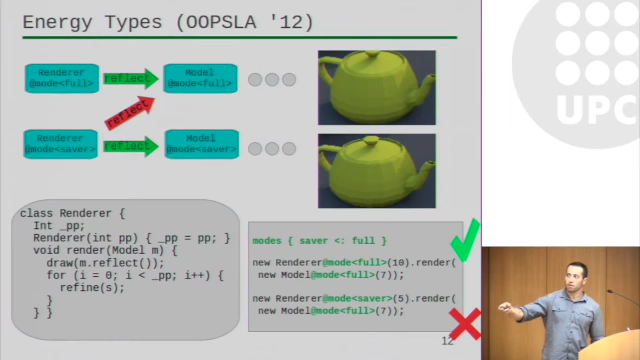 Energy Types (OOPSLA '12)
Renderer
@mode<full>
reflect
Model
@mode<full>
reflect
Renderer
@mode<saver>
reflect
Model
@mode<saver>
class Renderer {
Int _pp;
Renderer(int pp) { _pp = pp; }
void render(Model m) {
draw(m.reflect());
for (i = 0; i < _pp; i++) {
refine(s);
}
} }
modes { saver <: full }
new Renderer@mode<full>(10).render(
new Model@mode<full>(7));
new Renderer@mode<saver>(5).render(
new Model@mode<full>(7));
12
UPC